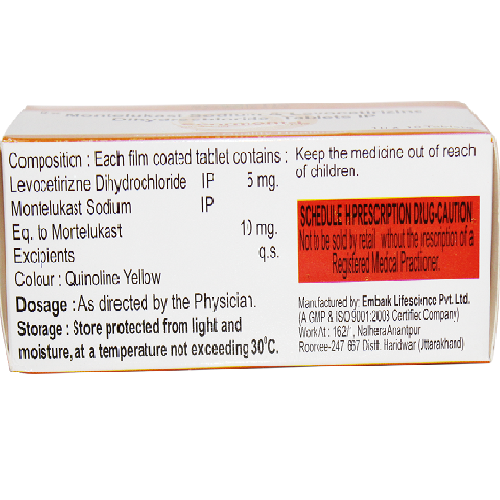 Montelukast
Tablets IP
Composition : Each film coated tablet contains :
Levocetirizne Dihydrochloride IP 5 mg.
Montelukast Sodium IP
Eq. to Mortelukast 10 mg.
Excipients q.s.
Colour : Quinoline Yellow
Dosage : As directed by the Physician.
Storage : Store protected from light and
moisture, at a temperature not exceeding 30°C.
Keep the medicine out of reach
of children.
SCHEDULE H PRESCRIPTION DRUG-CAUTION
Not to be sold by retail without the prescription of a
Registered Medical Practioner.
Manufactured by: Embark Lifescience Pvt. Ltd.
(A GMP & ISO 9001:2008 Certified Company)
Work At : 162/
Roorkee-247 667 Distt. Haridwar (Uttarakhand)